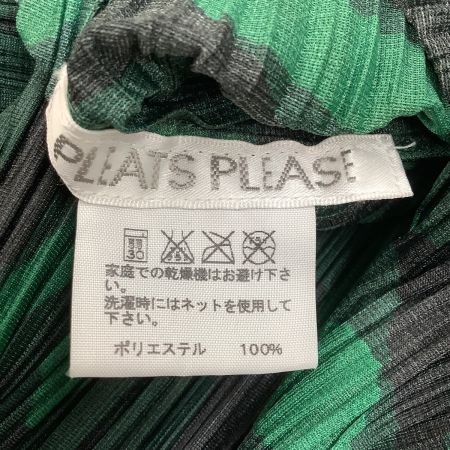 PLEATS PLEASE
30
家庭での乾燥機はお避け下さ
い。
洗濯時にはネットを使用下さ
い。
ポリエステル 100%